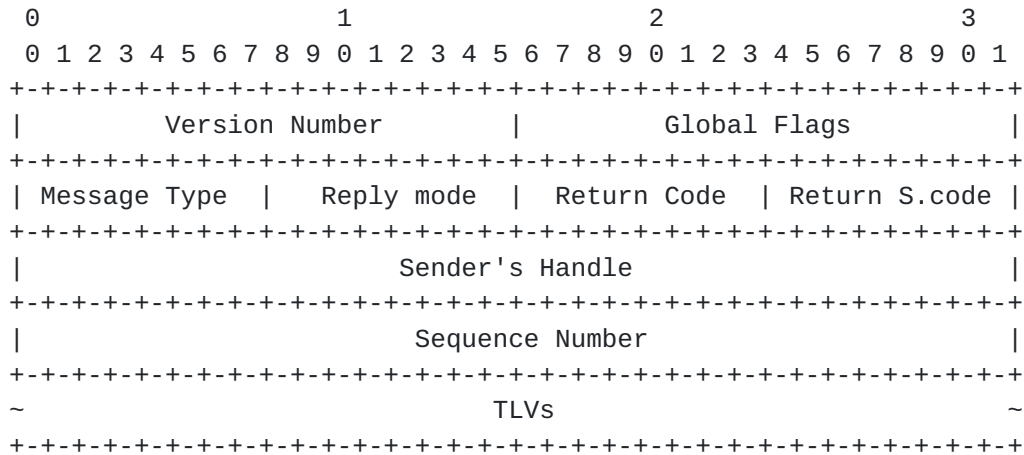 0                   1                   2                   3
 0 1 2 3 4 5 6 7 8 9 0 1 2 3 4 5 6 7 8 9 0 1 2 3 4 5 6 7 8 9 0 1
+-+-+-+-+-+-+-+-+-+-+-+-+-+-+-+-+-+-+-+-+-+-+-+-+-+-+-+-+-+-+-+-+
|         Version Number        |         Global Flags          |
+-+-+-+-+-+-+-+-+-+-+-+-+-+-+-+-+-+-+-+-+-+-+-+-+-+-+-+-+-+-+-+-+
| Message Type  |   Reply mode  |  Return Code  | Return S.code |
+-+-+-+-+-+-+-+-+-+-+-+-+-+-+-+-+-+-+-+-+-+-+-+-+-+-+-+-+-+-+-+-+
|                        Sender's Handle                        |
+-+-+-+-+-+-+-+-+-+-+-+-+-+-+-+-+-+-+-+-+-+-+-+-+-+-+-+-+-+-+-+-+
|                         Sequence Number                       |
+-+-+-+-+-+-+-+-+-+-+-+-+-+-+-+-+-+-+-+-+-+-+-+-+-+-+-+-+-+-+-+-+
~                              TLVs                             ~
+-+-+-+-+-+-+-+-+-+-+-+-+-+-+-+-+-+-+-+-+-+-+-+-+-+-+-+-+-+-+-+-+